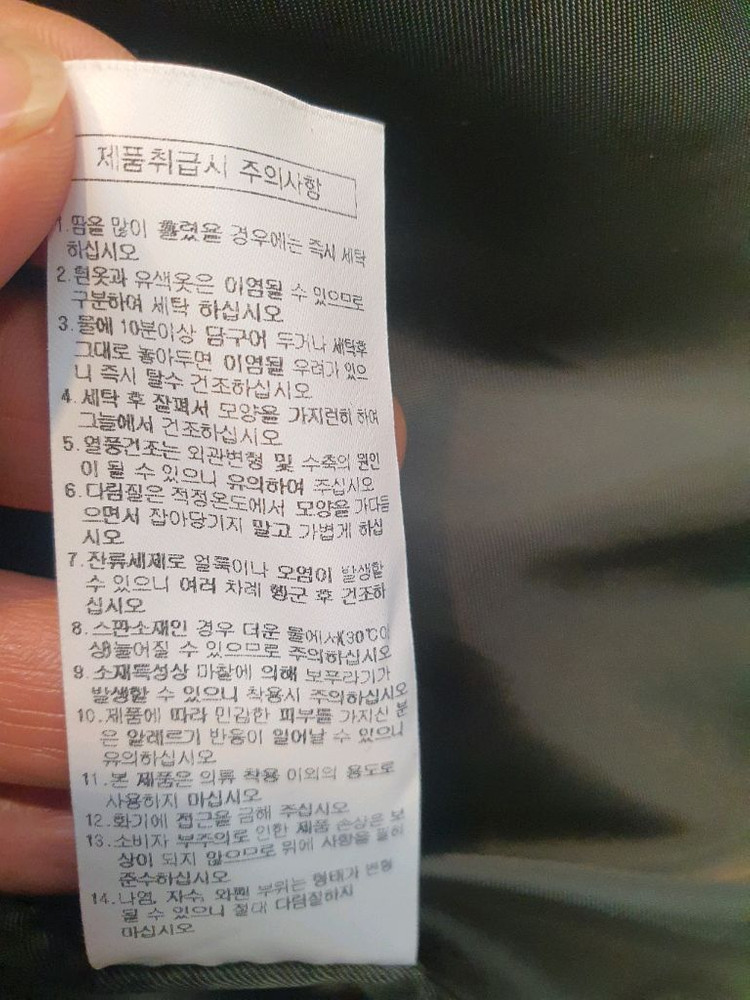 제품취급시 주의사항
1.땀을 많이 흘렸을 경우에는 즉시 세탁
하십시오
2.흰옷과 유색옷은 이염될 수 있으므로
구분하여 세탁 하십시오
3.물에 10분이상 담구어 두거나 세탁후
그대로 놓아두면 이염될 우려가 있으
니 즉시 탈수 건조하십시오
4.세탁 후 잘펴서 모양을 가지런히 하여
그늘에서 건조하십시오
5.열풍건조는 외관변형 및 수축의 원인
이 될 수 있으니 유의하여 주십시오
6.다림질은 적정온도에서 모양을 가다듬
으면서 잡아당기지 말고 가볍게 하십
시오
7.잔류세제로 얼룩이나 오염이 발생할
수 있으니 여러 차례 헹군 후 건조하
십시오
8.스판소재인 경우 더운 물에서(30℃이
상)늘어질 수 있으므로 주의하십시오
9.소재특성상 마찰에 의해 보푸라기가
발생할 수 있으니 착용시 주의하십시오
10.제품에 따라 민감한 피부를 가지신 분
은 알레르기 반응이 일어날 수 있으니
유의하십시오
11.본 제품은 의류 착용 이외의 용도로
사용하지 마십시오
12.화기에 접근을 금해 주십시오
13.소비자 부주의로 인한 제품 손상은 보
상이 되지 않으므로 위에 사항을 필히
준수하십시오
14.나염, 자수, 와펜 부위는 형태가 변형
될 수 있으니 절대 다림질하지
마십시오